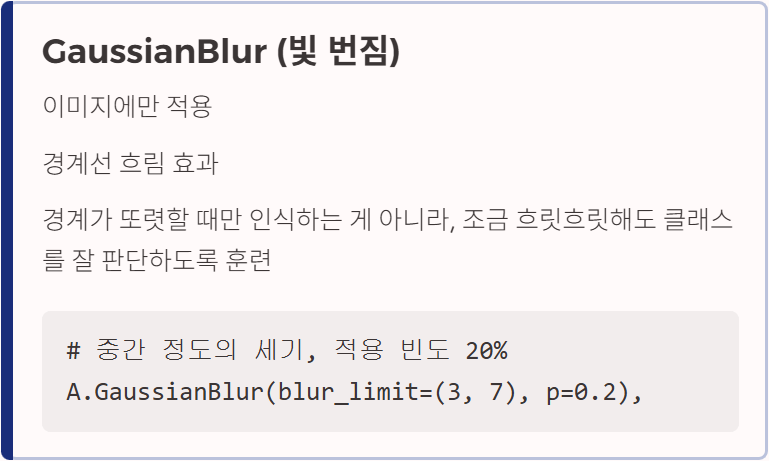 GaussianBlur (빛 번짐)
이미지에만 적용
경계선 흐림 효과
경계가 또렷할 때만 인식하는 게 아니라, 조금 흐릿흐릿해도 클래스
를 잘 판단하도록 훈련
# 중간 정도의 세기, 적용 빈도 20%
A.GaussianBlur(blur_limit=(3, 7), p=0.2),